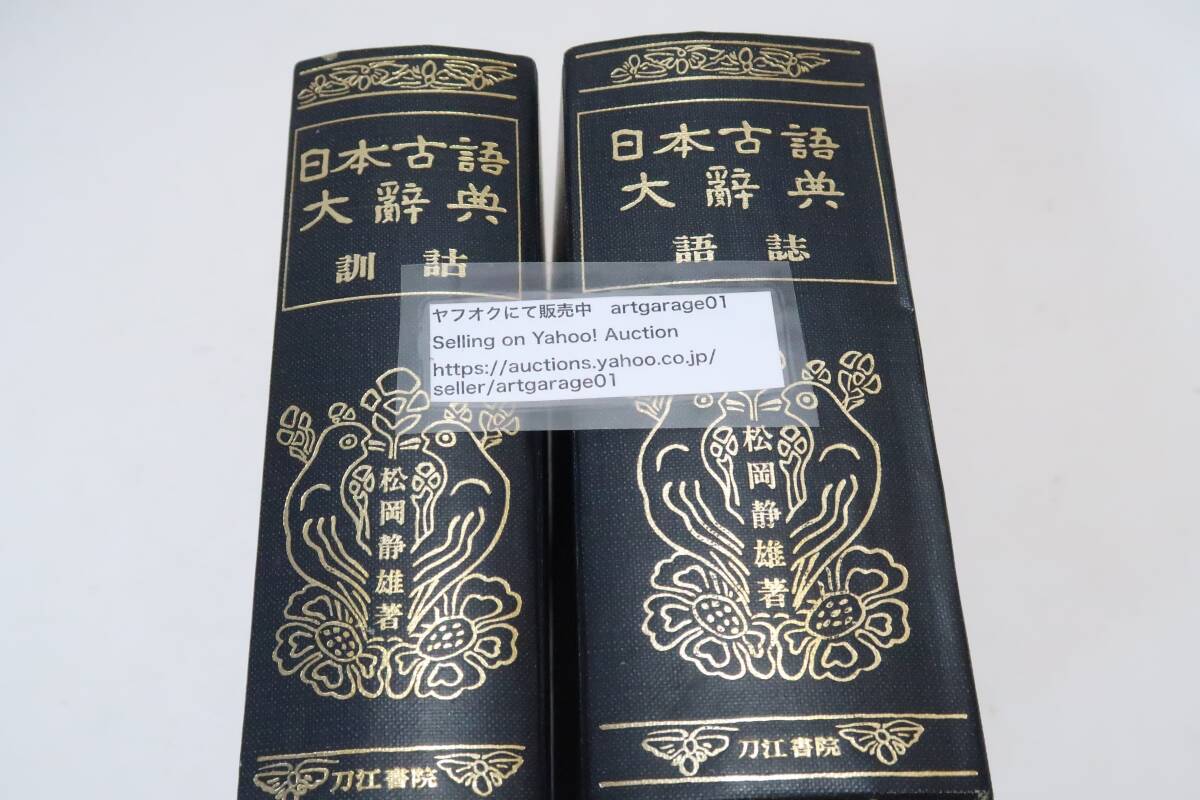 日本古語
大辭典
訓詁
松岡静雄著
刀江書院
日本古語
大辭典
語誌
松岡静雄著
刀江書院
ヤフオクにて販売中 artgarage01
Selling on Yahoo! Auction
https://auctions.yahoo.co.jp/
seller/artgarage01